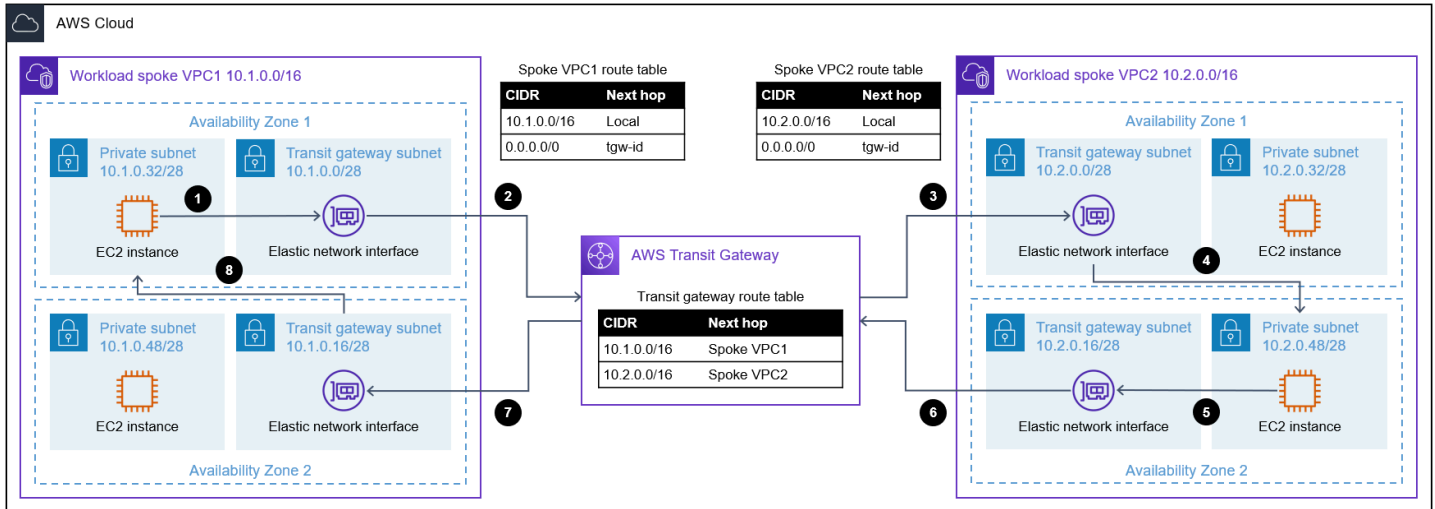 AWS Cloud
Workload spoke VPC1 10.1.0.0/16
Availability Zone 1
Private subnet
10.1.0.32/28
EC2 instance
Transit gateway subnet
10.1.0.0/28
Elastic network interface
1
8
Private subnet
10.1.0.48/28
EC2 instance
Transit gateway subnet
10.1.0.16/28
Elastic network interface
Availability Zone 2
Spoke VPC1 route table
CIDR Next hop
10.1.0.0/16 Local
0.0.0.0/0 tgw-id
Spoke VPC2 route table
CIDR Next hop
10.2.0.0/16 Local
0.0.0.0/0 tgw-id
2
3
AWS Transit Gateway
Transit gateway route table
CIDR Next hop
10.1.0.0/16 Spoke VPC1
10.2.0.0/16 Spoke VPC2
7
6
Workload spoke VPC2 10.2.0.0/16
Availability Zone 1
Transit gateway subnet
10.2.0.0/28
Elastic network interface
Private subnet
10.2.0.32/28
EC2 instance
4
Transit gateway subnet
10.2.0.16/28
Elastic network interface
Private subnet
10.2.0.48/28
EC2 instance
5
Availability Zone 2